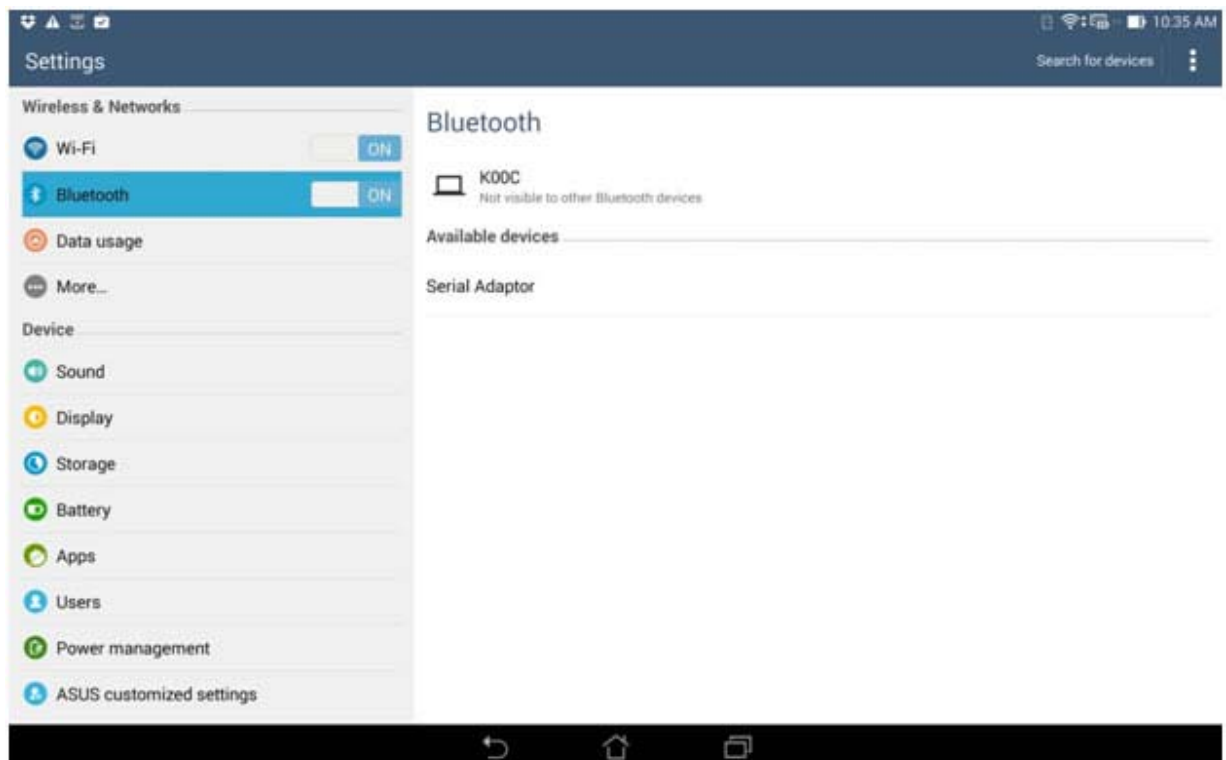 10:35 AM
Settings
Search for devices
Wireless & Networks
Wi-Fi
ON
Bluetooth
ON
Data usage
More...
Device
Sound
Display
Storage
Battery
Apps
Users
Power management
ASUS customized settings
Bluetooth
K00C
Not visible to other Bluetooth devices
Available devices
Serial Adaptor